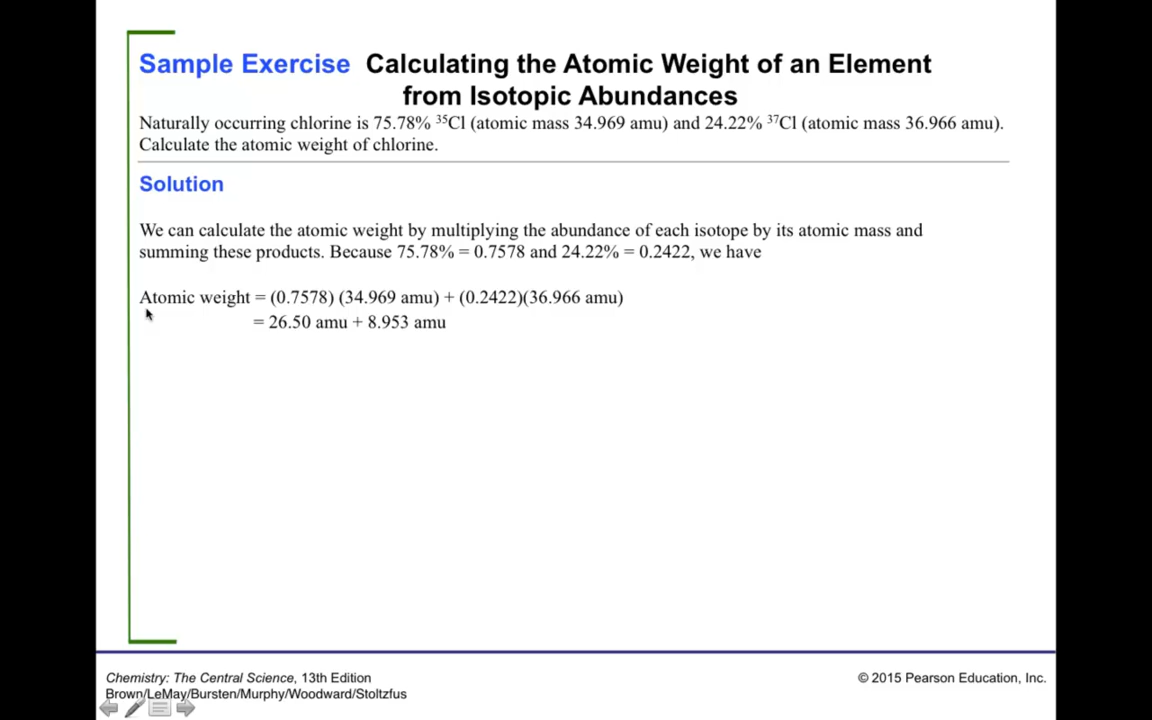 Sample Exercise Calculating the Atomic Weight of an Element
from Isotopic Abundances
Naturally occurring chlorine is 75.78% ³⁵Cl (atomic mass 34.969 amu) and 24.22% ³⁷Cl (atomic mass 36.966 amu).
Calculate the atomic weight of chlorine.
Solution
We can calculate the atomic weight by multiplying the abundance of each isotope by its atomic mass and
summing these products. Because 75.78% = 0.7578 and 24.22% = 0.2422, we have
Atomic weight = (0.7578) (34.969 amu) + (0.2422)(36.966 amu)
= 26.50 amu + 8.953 amu
Chemistry: The Central Science, 13th Edition
Brown/LeMay/Bursten/Murphy/Woodward/Stoltzfus
© 2015 Pearson Education, Inc.